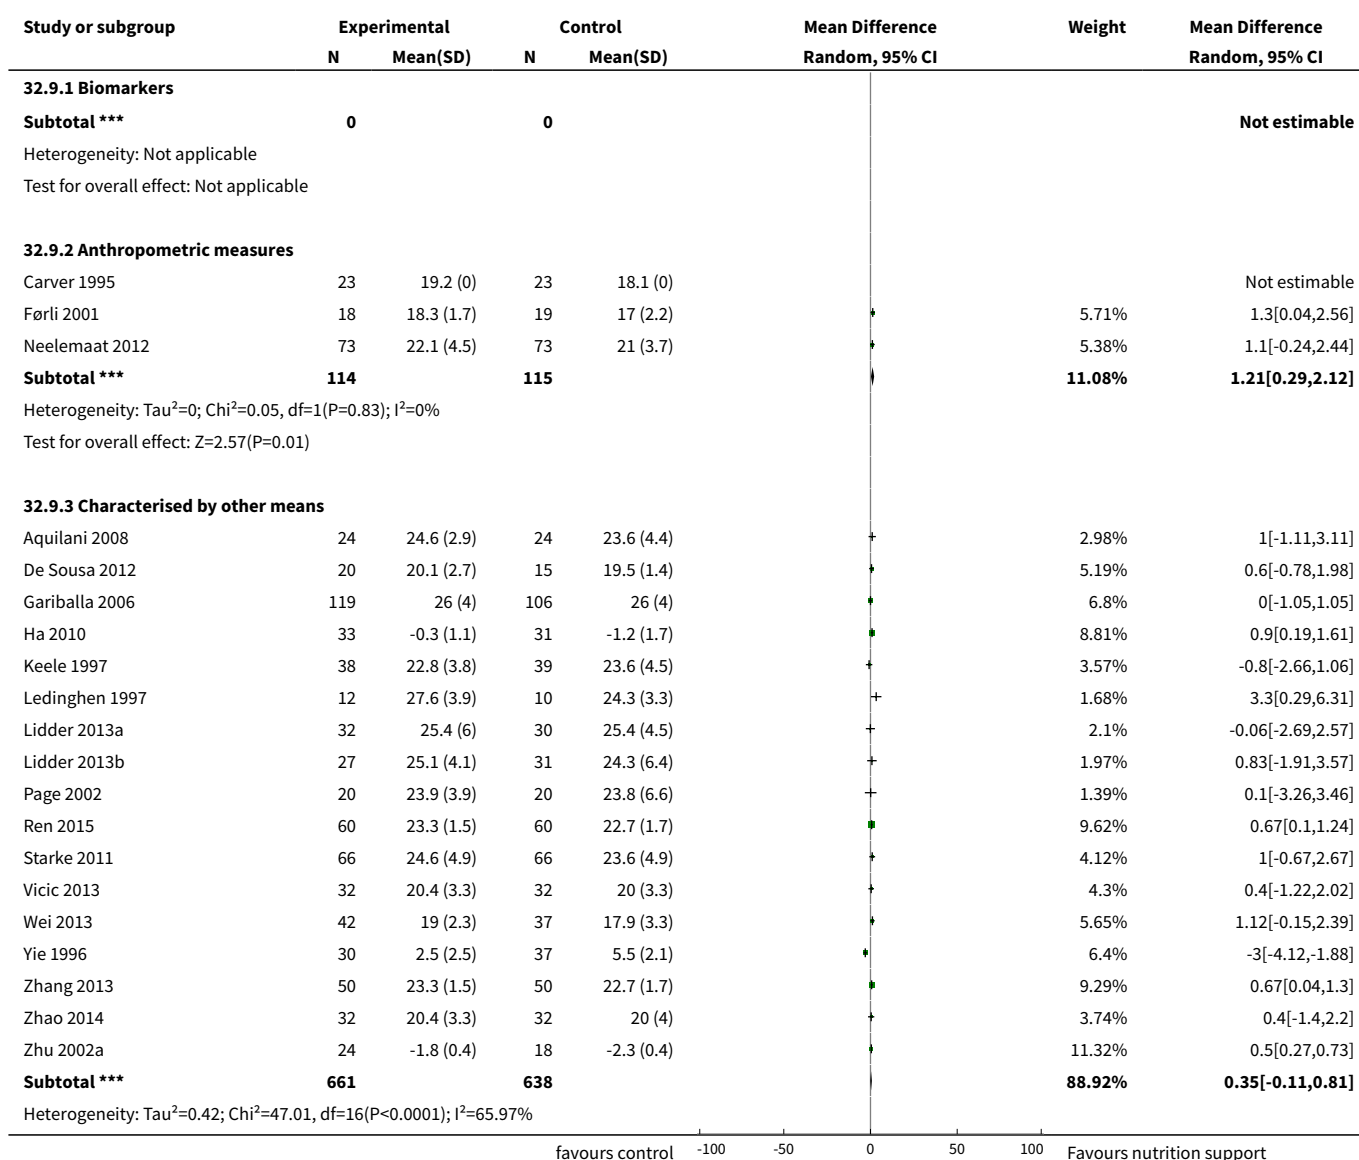 Study or subgroup Experimental Control Mean Difference Weight Mean Difference
N Mean(SD) N Mean(SD) Random, 95% CI Random, 95% CI
32.9.1 Biomarkers
Subtotal *** 0 0 Not estimable
Heterogeneity: Not applicable
Test for overall effect: Not applicable
32.9.2 Anthropometric measures
Carver 1995 23 19.2 (0) 23 18.1 (0) Not estimable
Førli 2001 18 18.3 (1.7) 19 17 (2.2) 5.71% 1.3[0.04,2.56]
Neelemaat 2012 73 22.1 (4.5) 73 21 (3.7) 5.38% 1.1[-0.24,2.44]
Subtotal *** 114 115 11.08% 1.21[0.29,2.12]
Heterogeneity: Tau²=0; Chi²=0.05, df=1(P=0.83); I²=0%
Test for overall effect: Z=2.57(P=0.01)
32.9.3 Characterised by other means
Aquilani 2008 24 24.6 (2.9) 24 23.6 (4.4) 2.98% 1[-1.11,3.11]
De Sousa 2012 20 20.1 (2.7) 15 19.5 (1.4) 5.19% 0.6[-0.78,1.98]
Gariballa 2006 119 26 (4) 106 26 (4) 6.8% 0[-1.05,1.05]
Ha 2010 33 -0.3 (1.1) 31 -1.2 (1.7) 8.81% 0.9[0.19,1.61]
Keele 1997 38 22.8 (3.8) 39 23.6 (4.5) 3.57% -0.8[-2.66,1.06]
Ledinghen 1997 12 27.6 (3.9) 10 24.3 (3.3) 1.68% 3.3[0.29,6.31]
Lidder 2013a 32 25.4 (6) 30 25.4 (4.5) 2.1% -0.06[-2.69,2.57]
Lidder 2013b 27 25.1 (4.1) 31 24.3 (6.4) 1.97% 0.83[-1.91,3.57]
Page 2002 20 23.9 (3.9) 20 23.8 (6.6) 1.39% 0.1[-3.26,3.46]
Ren 2015 60 23.3 (1.5) 60 22.7 (1.7) 9.62% 0.67[0.1,1.24]
Starke 2011 66 24.6 (4.9) 66 23.6 (4.9) 4.12% 1[-0.67,2.67]
Vicic 2013 32 20.4 (3.3) 32 20 (3.3) 4.3% 0.4[-1.22,2.02]
Wei 2013 42 19 (2.3) 37 17.9 (3.3) 5.65% 1.12[-0.15,2.39]
Yie 1996 30 2.5 (2.5) 37 5.5 (2.1) 6.4% -3[-4.12,-1.88]
Zhang 2013 50 23.3 (1.5) 50 22.7 (1.7) 9.29% 0.67[0.04,1.3]
Zhao 2014 32 20.4 (3.3) 32 20 (4) 3.74% 0.4[-1.4,2.2]
Zhu 2002a 24 -1.8 (0.4) 18 -2.3 (0.4) 11.32% 0.5[0.27,0.73]
Subtotal *** 661 638 88.92% 0.35[-0.11,0.81]
Heterogeneity: Tau²=0.42; Chi²=47.01, df=16(P<0.0001); I²=65.97%
favours control -100 -50 0 50 100 Favours nutrition support